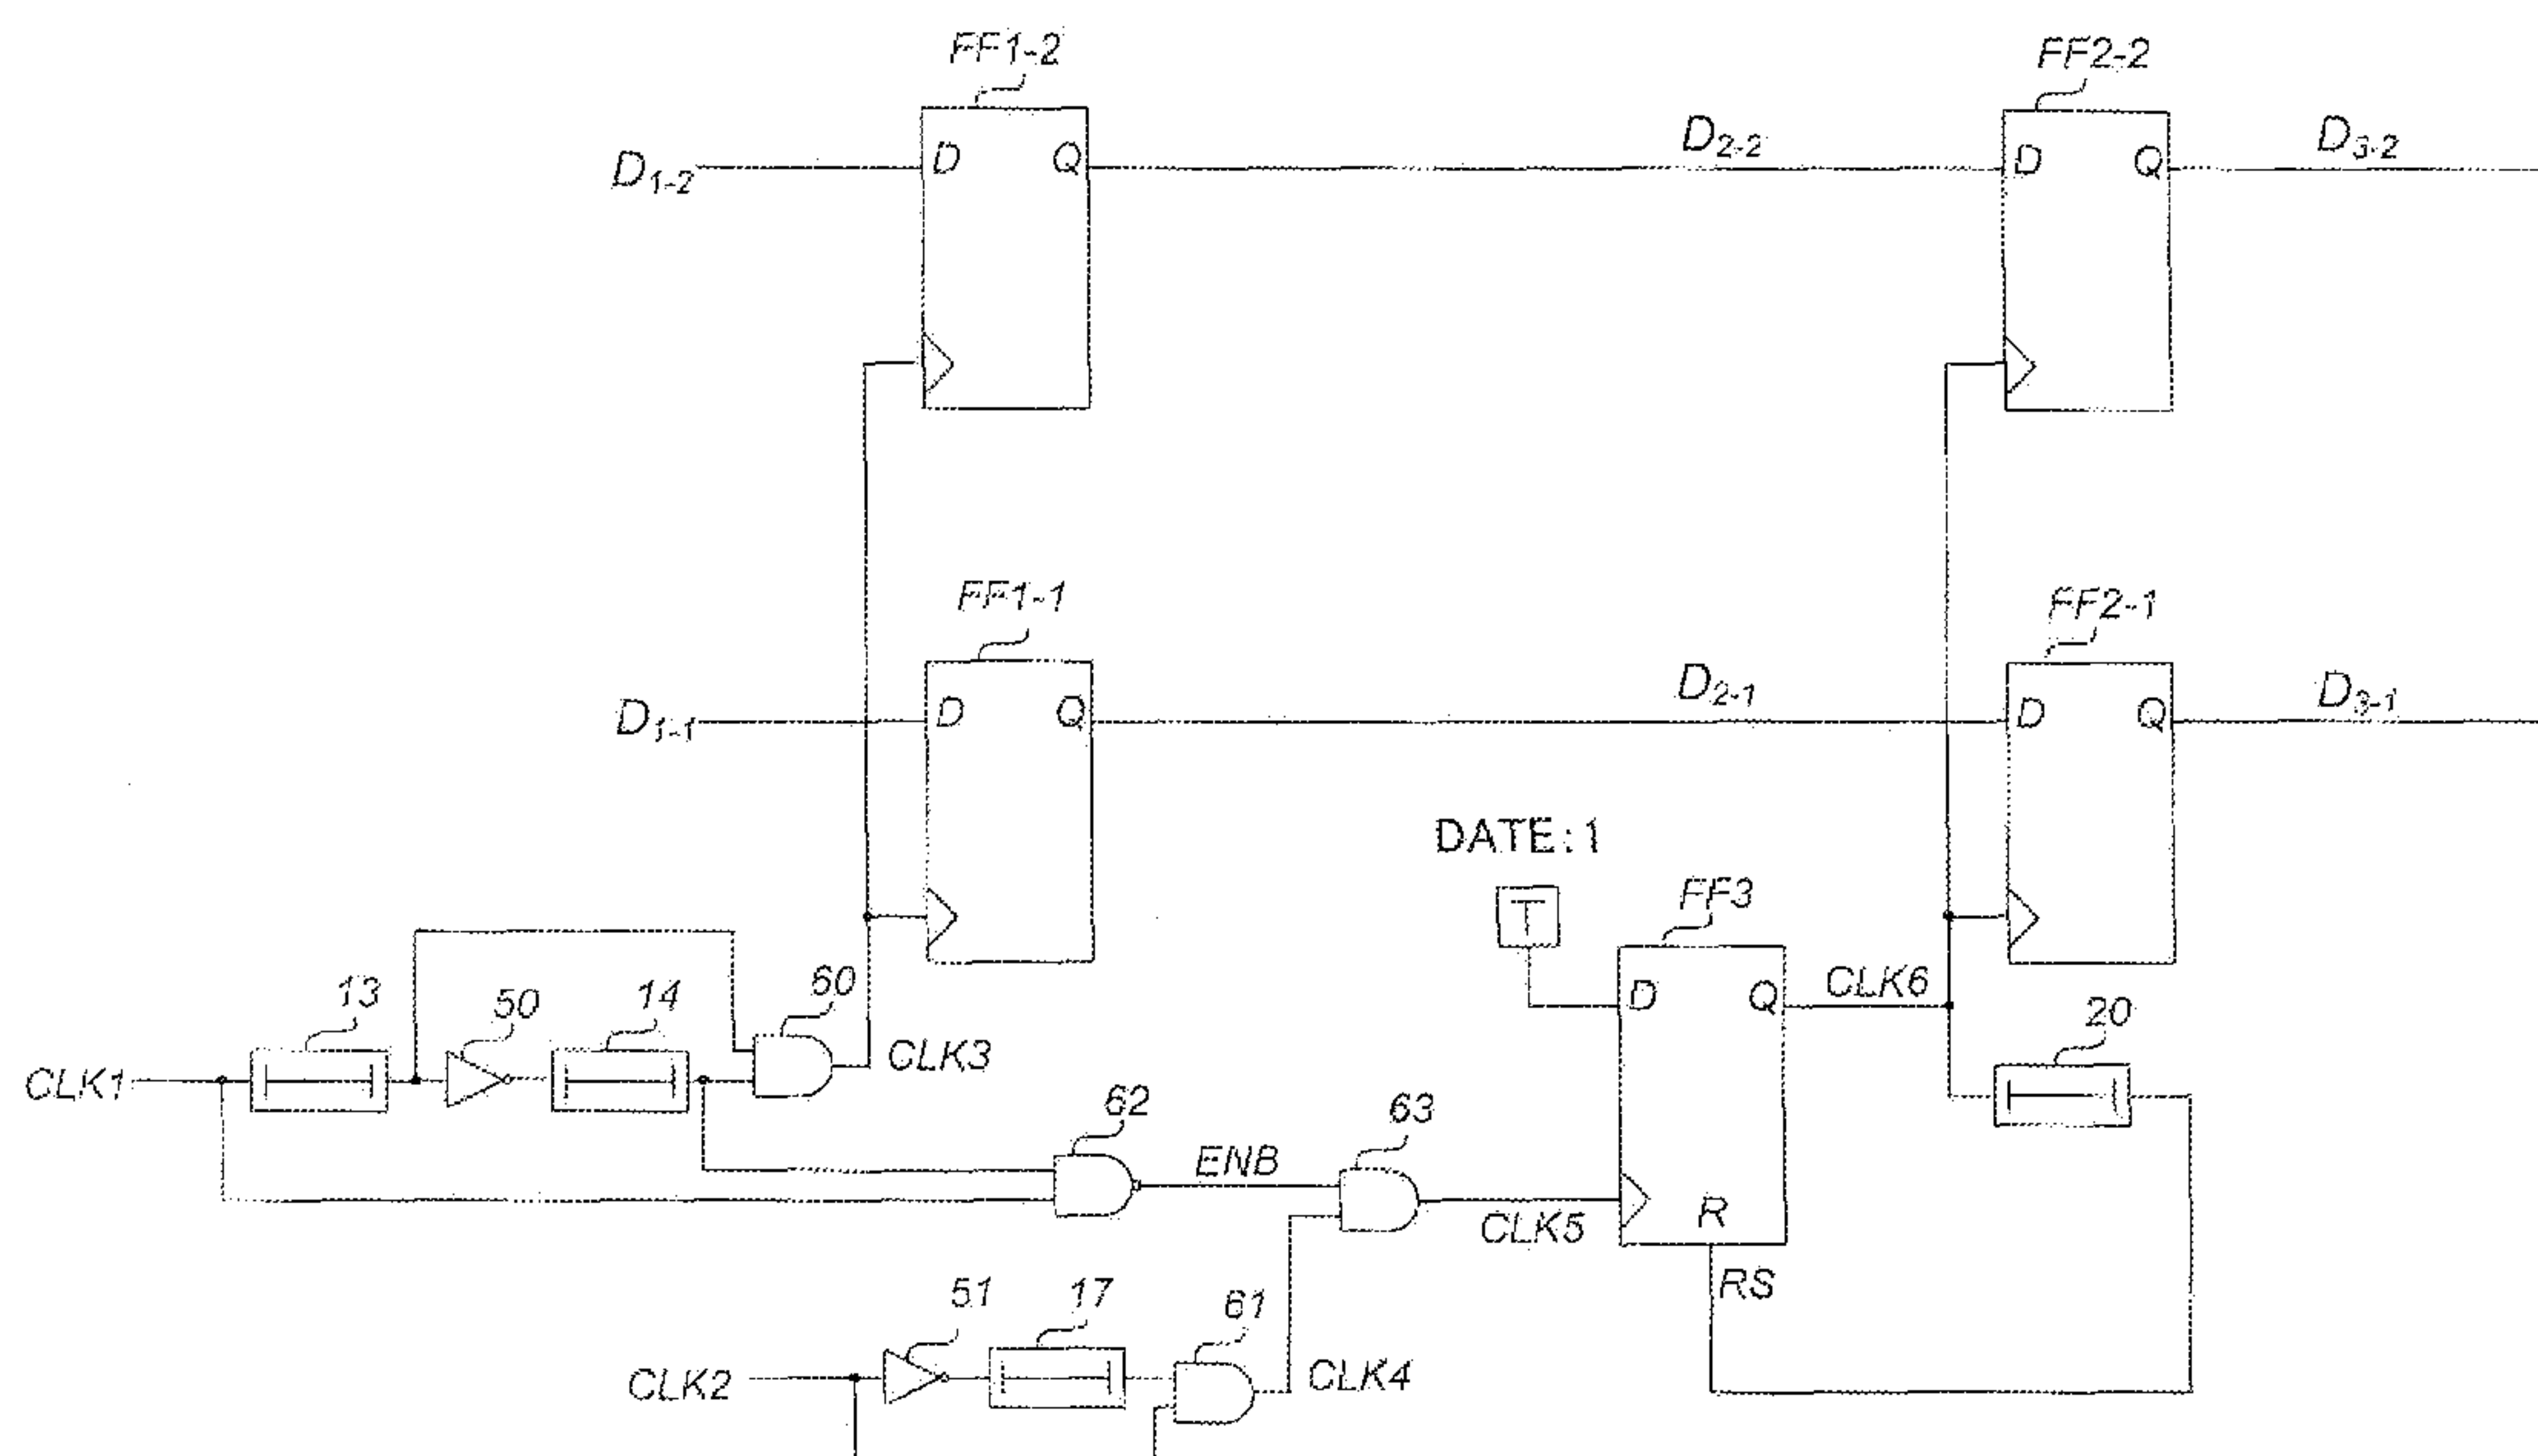 FF1-2
FF2-2
D1-2
D
Q
D2-2
D
Q
D3-2
FF1-1
FF2-1
D1-1
D
Q
D2-1
D
Q
D3-1
DATE:1
FF3
13
50
14
60
CLK3
D
Q
CLK6
20
CLK1
62
63
ENB
R
CLK5
RS
51
17
61
CLK2
CLK4